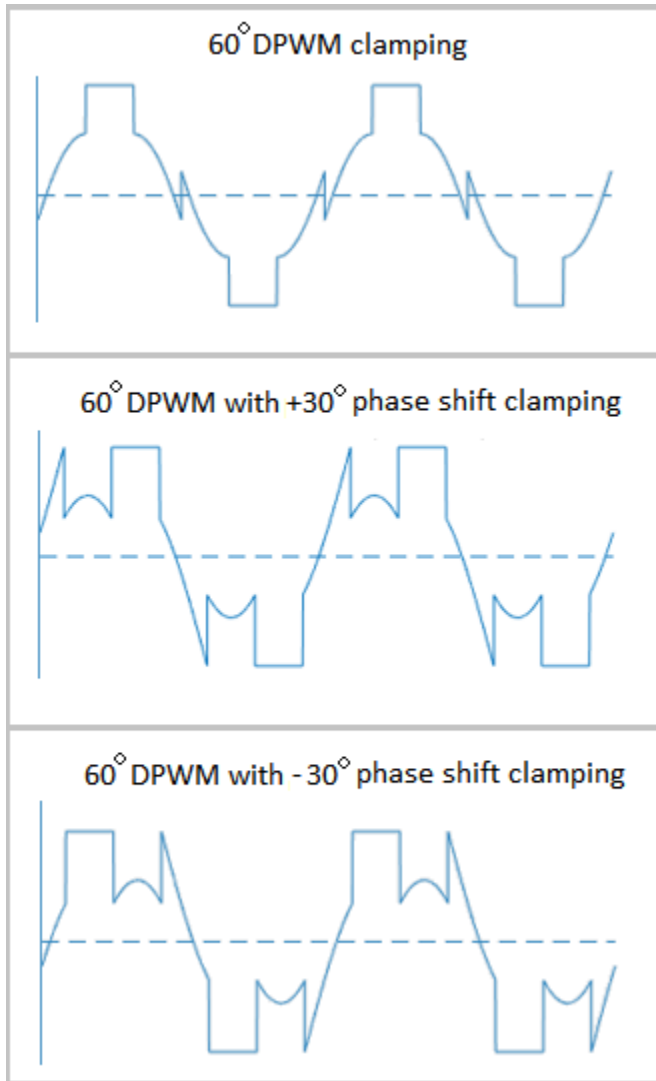 60° DPWM clamping
60° DPWM with +30° phase shift clamping
60° DPWM with - 30° phase shift clamping